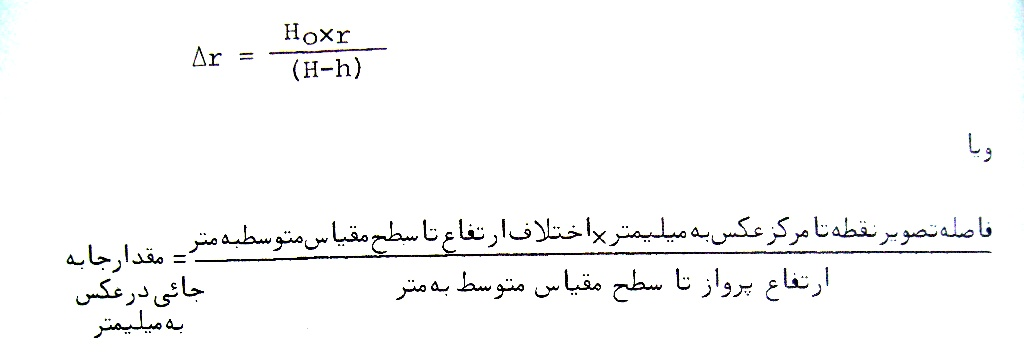 Δr = H₀×r / (H-h)
ویا
فاصله تصویر نقطه تا مرکز عکس به میلیمتر × اختلاف ارتفاع تا سطح مقیاس متوسط به متر
= مقدار جابه
ارتفاع پرواز تا سطح مقیاس متوسط به متر
جائی در عکس
به میلیمتر